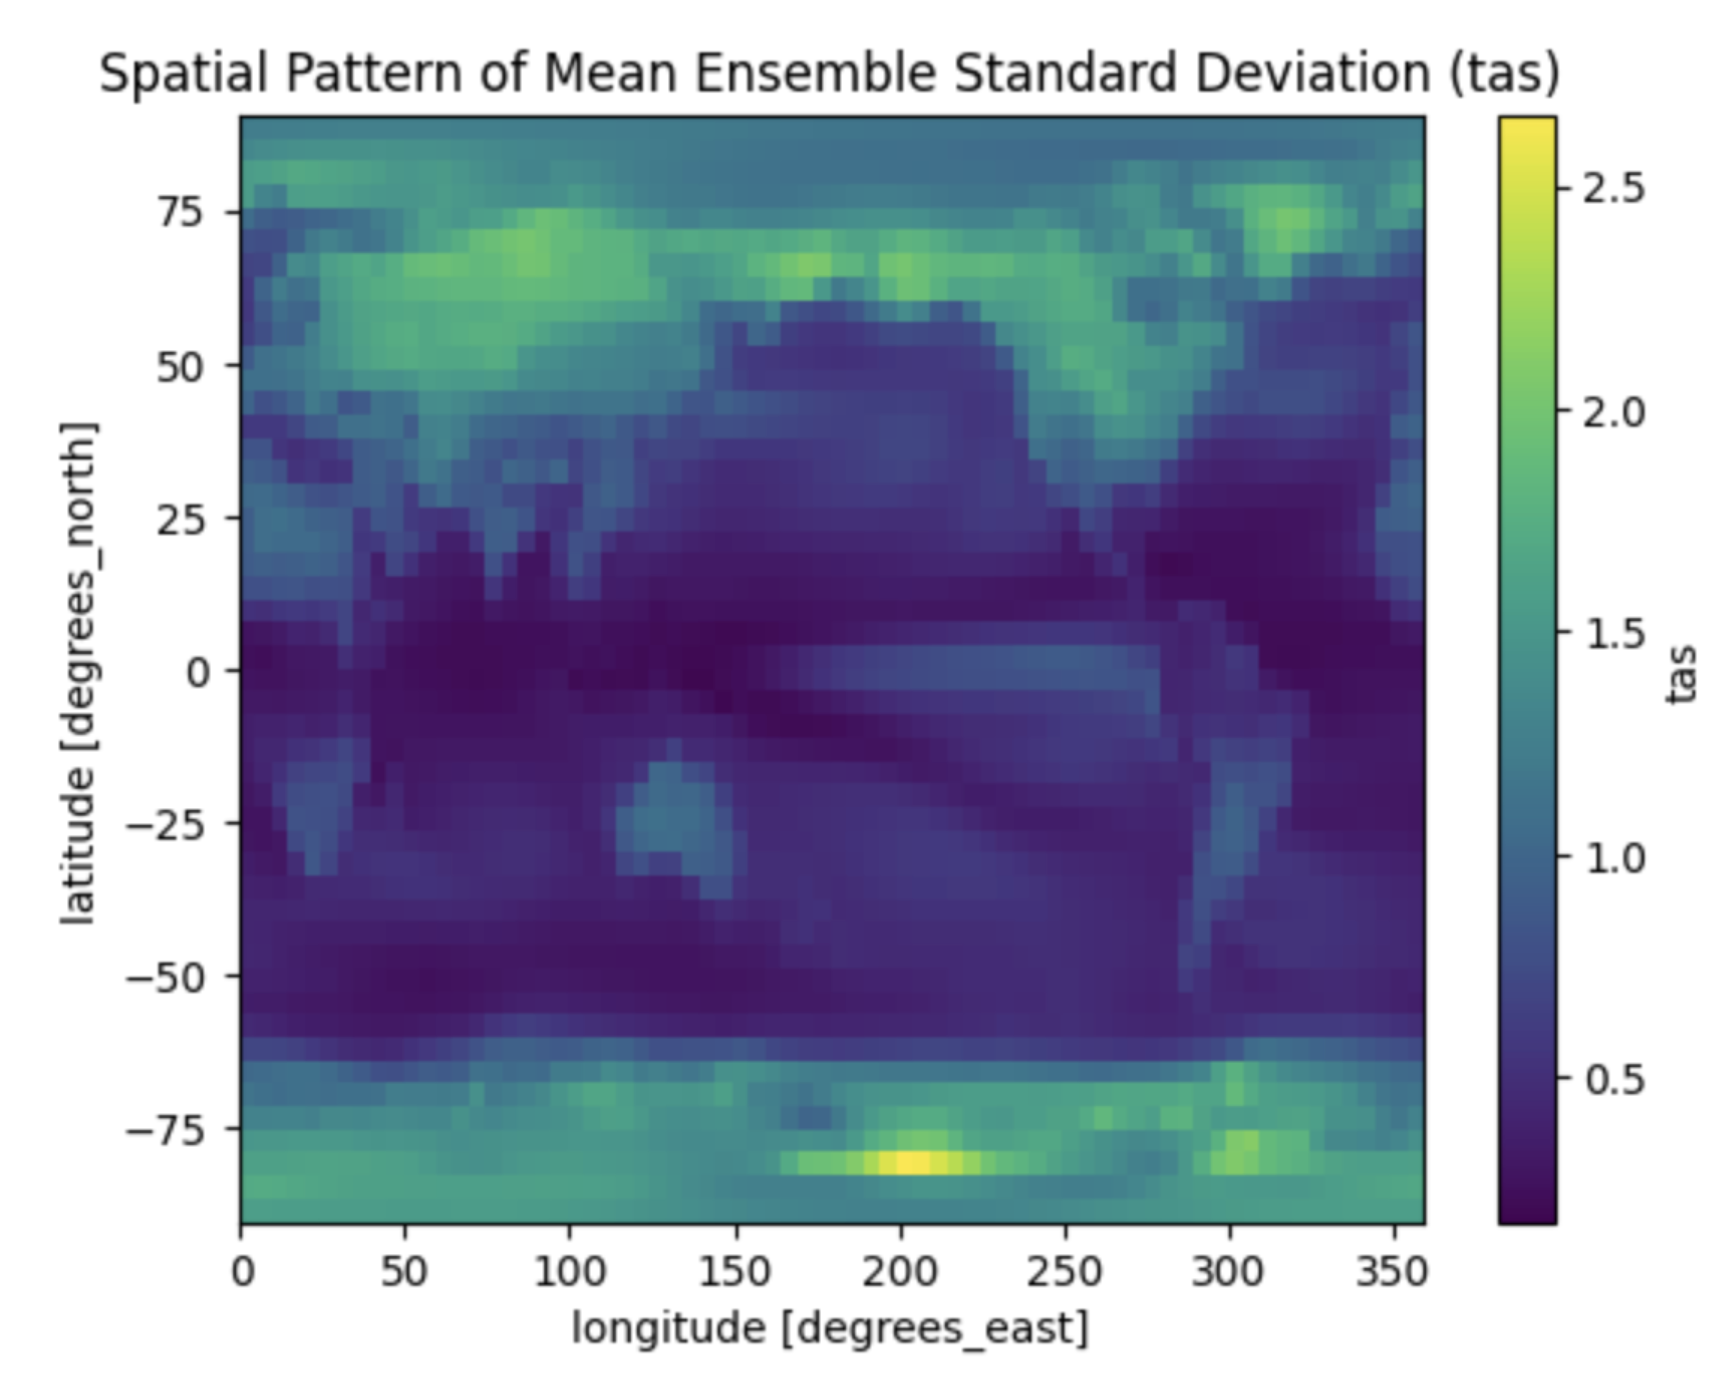 Spatial Pattern of Mean Ensemble Standard Deviation (tas)
75
50
25
0
−25
−50
−75
latitude [degrees_north]
0 50 100 150 200 250 300 350
longitude [degrees_east]
2.5
2.0
1.5
1.0
0.5
tas